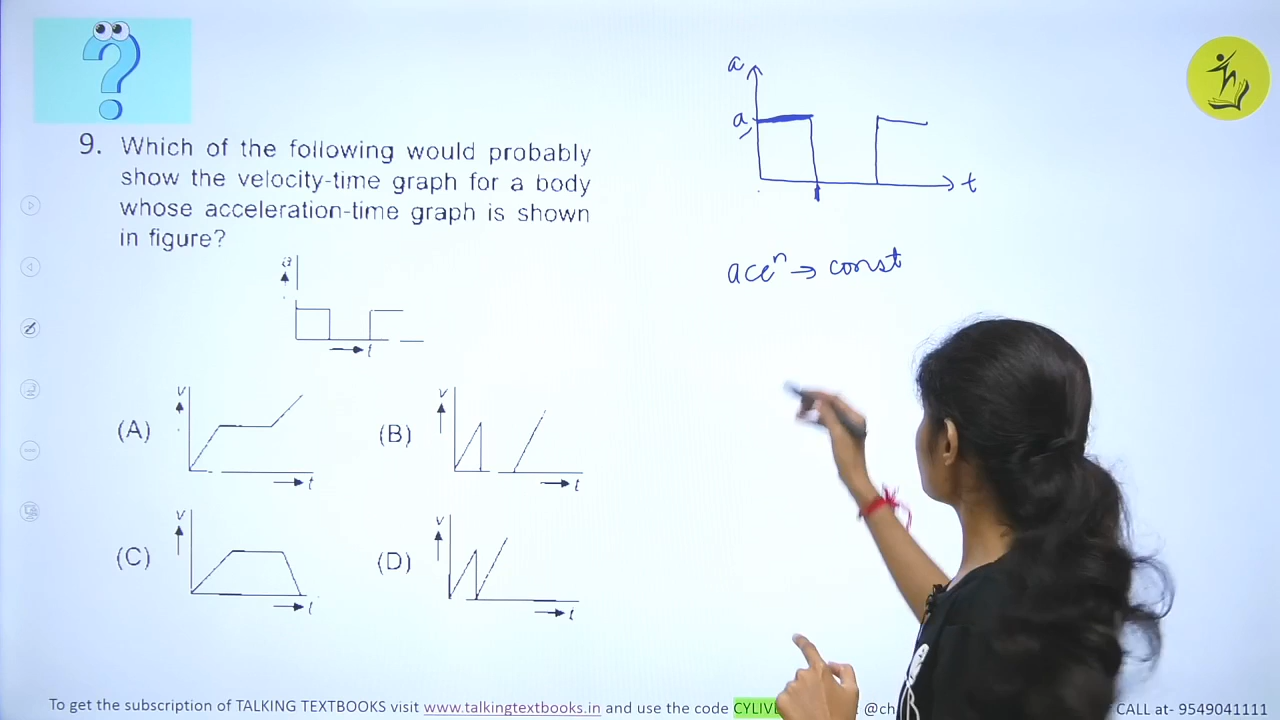 9. Which of the following would probably
show the velocity-time graph for a body
whose acceleration-time graph is shown
in figure?
a
t
(A)
v
t
(B)
v
t
(C)
v
t
(D)
v
t
a
a
t
accⁿ → const
To get the subscription of TALKING TEXTBOOKS visit www.talkingtextbooks.in and use the code CYLIVE @ch CALL at- 9549041111